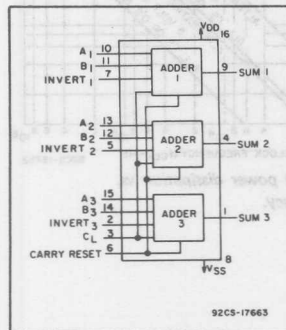 VDD
16
A1 10
B1 11
INVERT1 7
ADDER
1
9 SUM 1
A2 13
B2 12
INVERT2 5
ADDER
2
4 SUM 2
A3 15
B3 14
INVERT3 2
CL 3
CARRY RESET 6
ADDER
3
1 SUM 3
8
VSS
92CS-17663